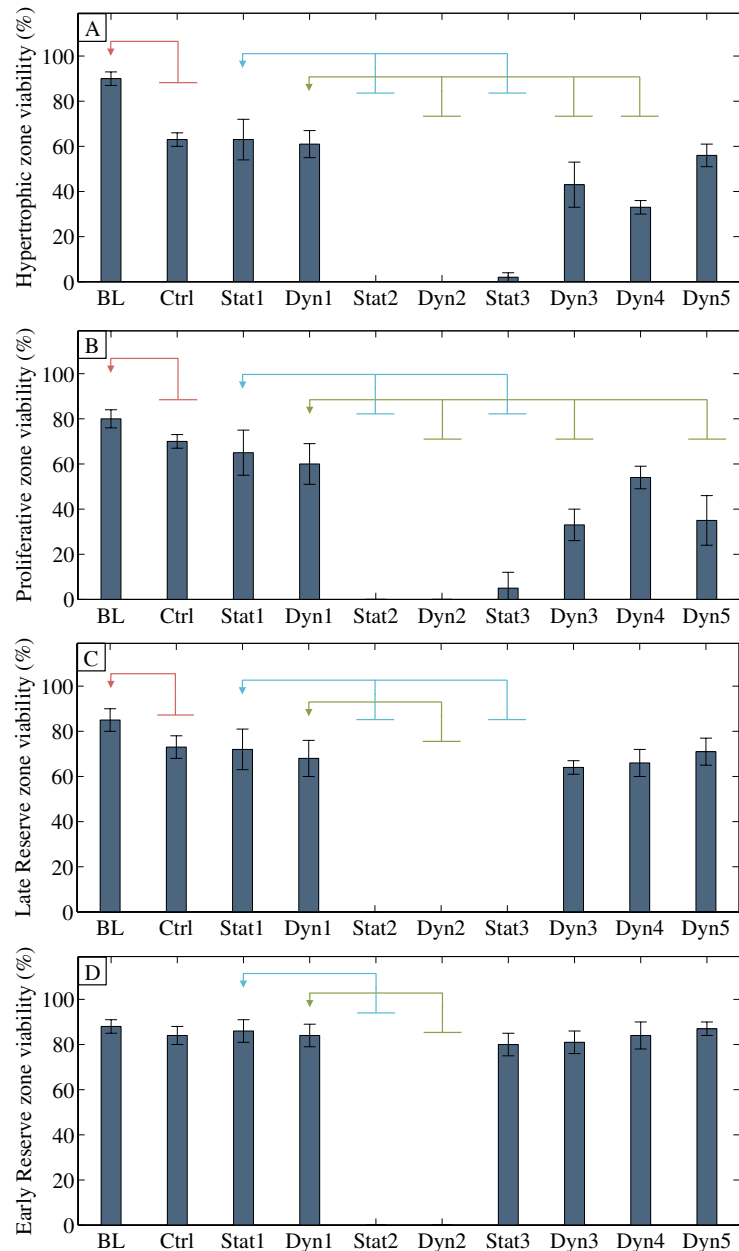 A
Hypertrophic zone viability (%)
100
80
60
40
20
0
BL Ctrl Stat1 Dyn1 Stat2 Dyn2 Stat3 Dyn3 Dyn4 Dyn5
B
Proliferative zone viability (%)
100
80
60
40
20
0
BL Ctrl Stat1 Dyn1 Stat2 Dyn2 Stat3 Dyn3 Dyn4 Dyn5
C
Late Reserve zone viability (%)
100
80
60
40
20
0
BL Ctrl Stat1 Dyn1 Stat2 Dyn2 Stat3 Dyn3 Dyn4 Dyn5
D
Early Reserve zone viability (%)
100
80
60
40
20
0
BL Ctrl Stat1 Dyn1 Stat2 Dyn2 Stat3 Dyn3 Dyn4 Dyn5